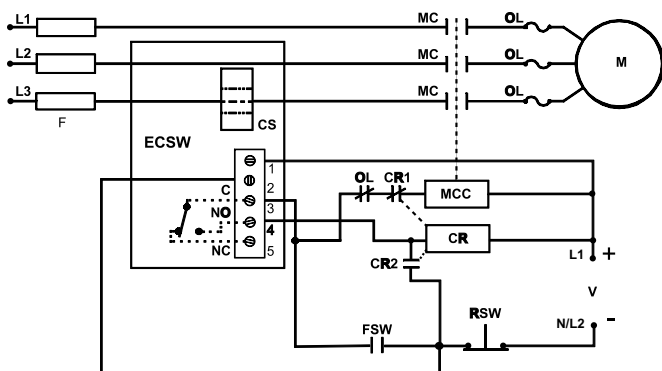 L1
MC
OL
L2
MC
OL
M
L3
MC
OL
F
CS
ECSW
1
C
2
OL
CR1
MCC
NO
3
4
CR
NC
5
CR2
L1
+
V
RSW
N/L2
-
FSW